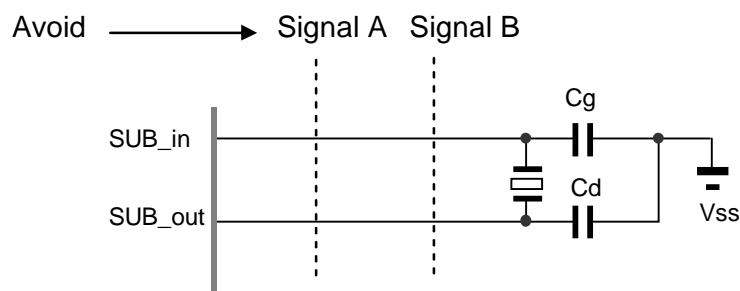 Avoid Signal A Signal B
Cg
SUB_in
Cd
SUB_out
Vss